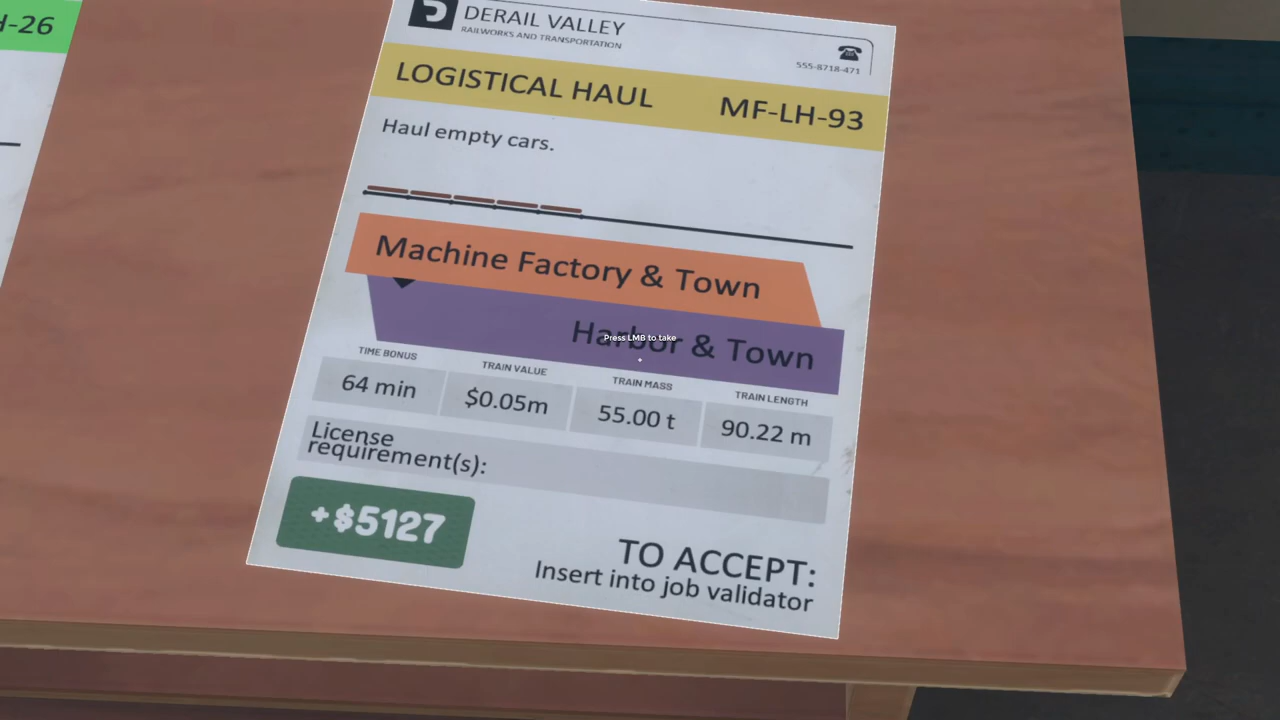 H-26
DERAIL VALLEY
RAILWORKS AND TRANSPORTATION
555-8718-471
LOGISTICAL HAUL MF-LH-93
Haul empty cars.
Machine Factory & Town
Harbor & Town
Press LMB to take
TIME BONUS TRAIN VALUE TRAIN MASS TRAIN LENGTH
64 min $0.05m 55.00 t 90.22 m
License
requirement(s):
+$5127
TO ACCEPT:
Insert into job validator